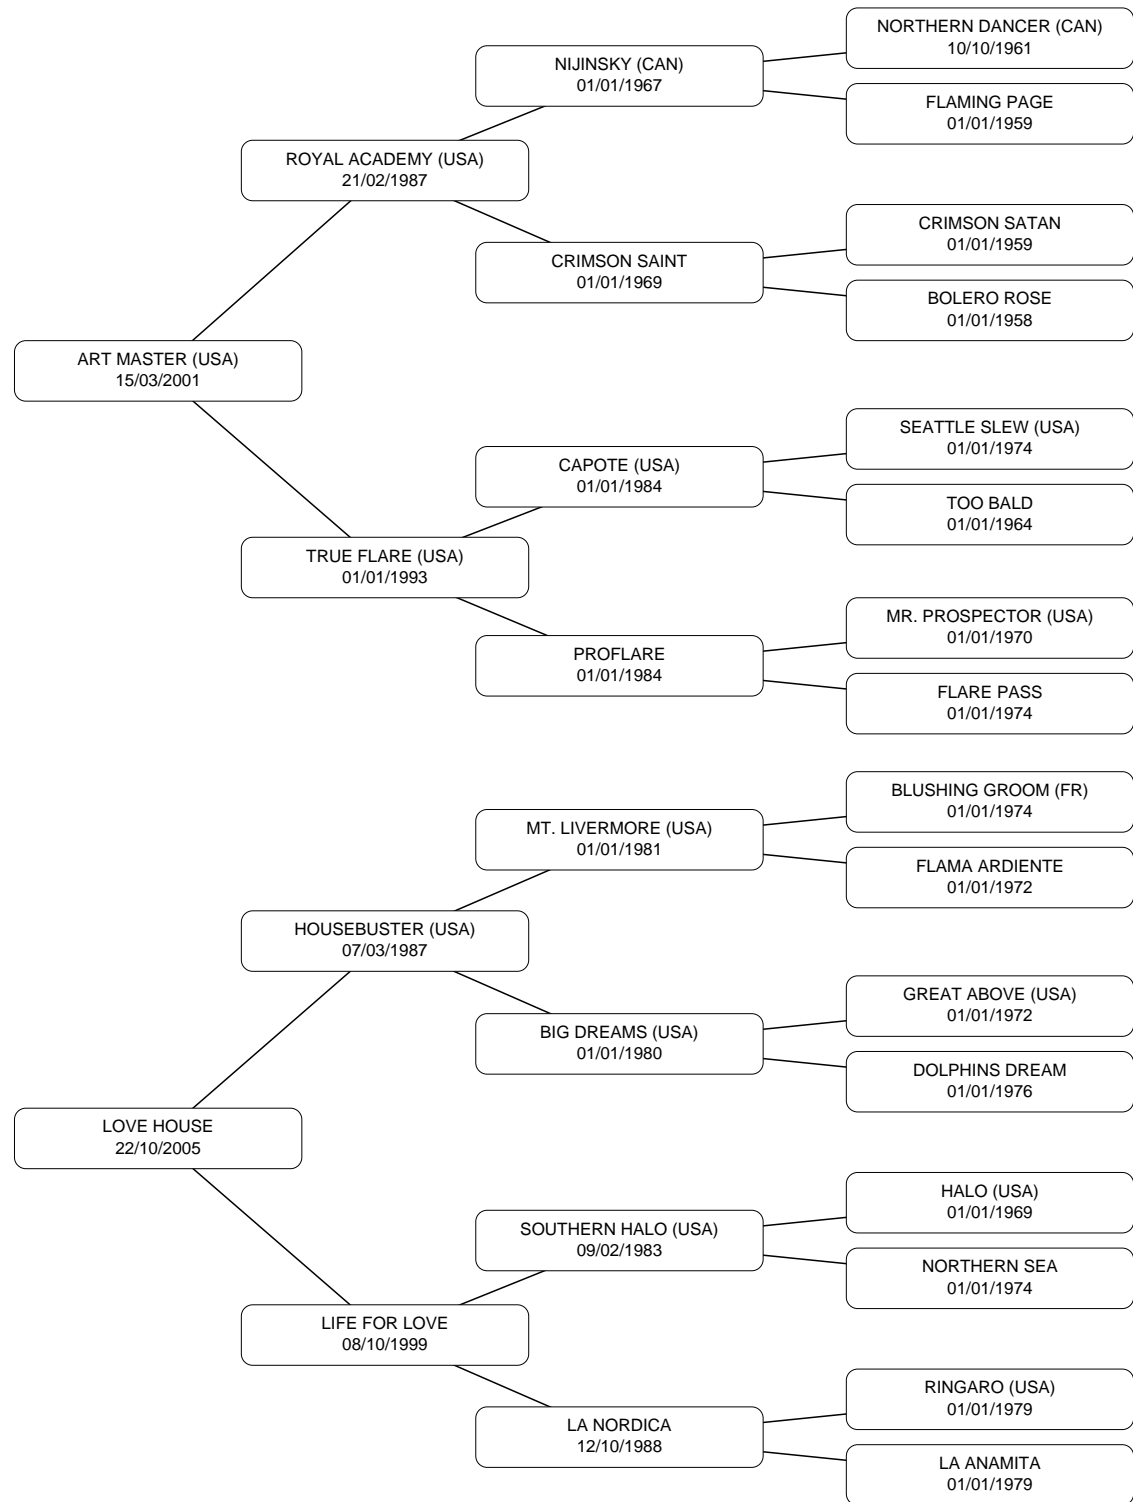 NORTHERN DANCER (CAN)
10/10/1961
NIJINSKY (CAN)
01/01/1967
FLAMING PAGE
01/01/1959
ROYAL ACADEMY (USA)
21/02/1987
CRIMSON SATAN
01/01/1959
CRIMSON SAINT
01/01/1969
BOLERO ROSE
01/01/1958
ART MASTER (USA)
15/03/2001
SEATTLE SLEW (USA)
01/01/1974
CAPOTE (USA)
01/01/1984
TOO BALD
01/01/1964
TRUE FLARE (USA)
01/01/1993
MR. PROSPECTOR (USA)
01/01/1970
PROFLARE
01/01/1984
FLARE PASS
01/01/1974
BLUSHING GROOM (FR)
01/01/1974
MT. LIVERMORE (USA)
01/01/1981
FLAMA ARDIENTE
01/01/1972
HOUSEBUSTER (USA)
07/03/1987
GREAT ABOVE (USA)
01/01/1972
BIG DREAMS (USA)
01/01/1980
DOLPHINS DREAM
01/01/1976
LOVE HOUSE
22/10/2005
HALO (USA)
01/01/1969
SOUTHERN HALO (USA)
09/02/1983
NORTHERN SEA
01/01/1974
LIFE FOR LOVE
08/10/1999
RINGARO (USA)
01/01/1979
LA NORDICA
12/10/1988
LA ANAMITA
01/01/1979